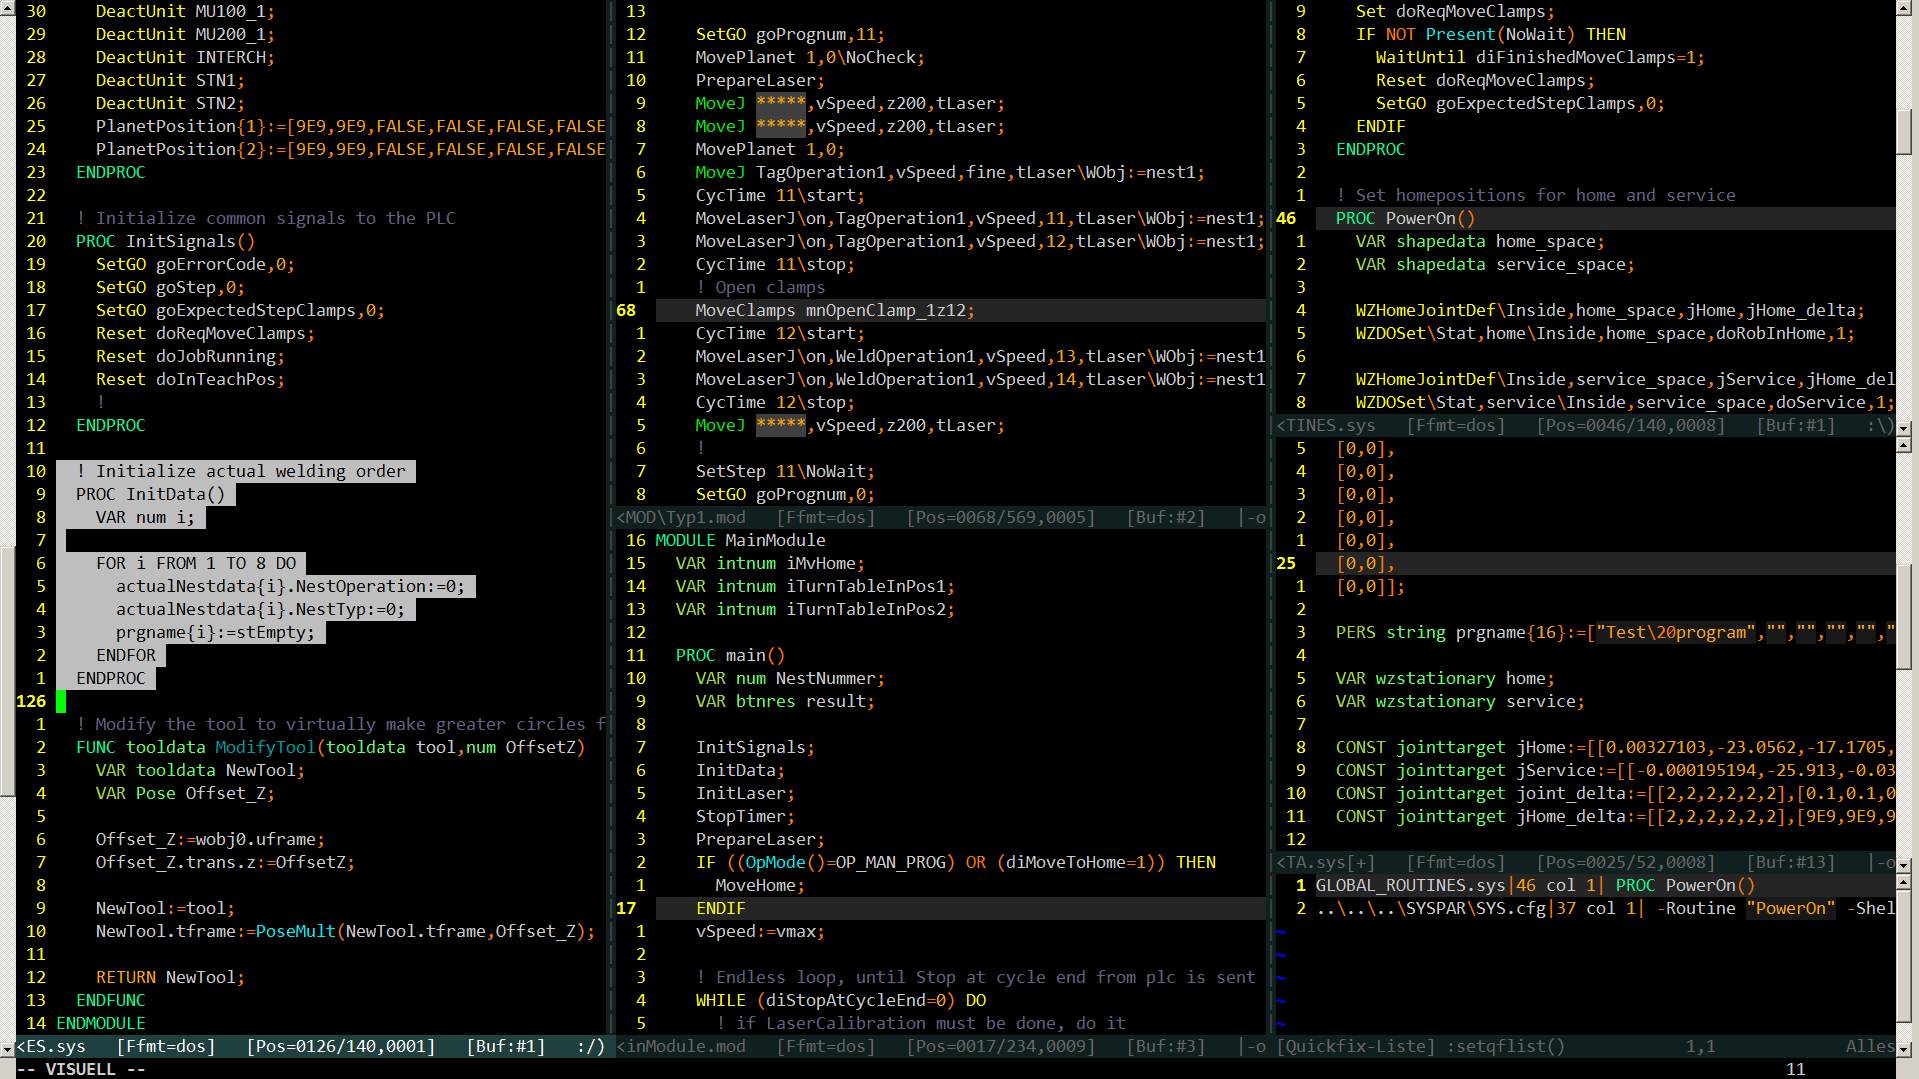 30     DeactUnit MU100_1;
29     DeactUnit MU200_1;
28     DeactUnit INTERCH;
27     DeactUnit STN1;
26     DeactUnit STN2;
25     PlanetPosition{1}:=[9E9,9E9,FALSE,FALSE,FALSE,FALSE
24     PlanetPosition{2}:=[9E9,9E9,FALSE,FALSE,FALSE,FALSE
23   ENDPROC
22
21   ! Initialize common signals to the PLC
20   PROC InitSignals()
19     SetGO goErrorCode,0;
18     SetGO goStep,0;
17     SetGO goExpectedStepClamps,0;
16     Reset doReqMoveClamps;
15     Reset doJobRunning;
14     Reset doInTeachPos;
13     !
12   ENDPROC
11
10   ! Initialize actual welding order
9   PROC InitData()
8     VAR num i;
7
6     FOR i FROM 1 TO 8 DO
5       actualNestdata{i}.NestOperation:=0;
4       actualNestdata{i}.NestTyp:=0;
3       prgname{i}:=stEmpty;
2     ENDFOR
1   ENDPROC
126
1   ! Modify the tool to virtually make greater circles f
2   FUNC tooldata ModifyTool(tooldata tool,num OffsetZ)
3     VAR tooldata NewTool;
4     VAR Pose Offset_Z;
5
6     Offset_Z:=wobj0.uframe;
7     Offset_Z.trans.z:=OffsetZ;
8
9     NewTool:=tool;
10     NewTool.tframe:=PoseMult(NewTool.tframe,Offset_Z);
11
12     RETURN NewTool;
13   ENDFUNC
14 ENDMODULE
<ES.sys   [Ffmt=dos]   [Pos=0126/140,0001]   [Buf:#1]   :/)
13
12     SetGO goPrognum,11;
11     MovePlanet 1,0\NoCheck;
10     PrepareLaser;
9     MoveJ *****,vSpeed,z200,tLaser;
8     MoveJ *****,vSpeed,z200,tLaser;
7     MovePlanet 1,0;
6     MoveJ TagOperation1,vSpeed,fine,tLaser\WObj:=nest1;
5     CycTime 11\start;
4     MoveLaserJ\on,TagOperation1,vSpeed,11,tLaser\WObj:=nest1;
3     MoveLaserJ\on,TagOperation1,vSpeed,12,tLaser\WObj:=nest1;
2     CycTime 11\stop;
1     ! Open clamps
68     MoveClamps mnOpenClamp_1z12;
1     CycTime 12\start;
2     MoveLaserJ\on,WeldOperation1,vSpeed,13,tLaser\WObj:=nest1
3     MoveLaserJ\on,WeldOperation1,vSpeed,14,tLaser\WObj:=nest1
4     CycTime 12\stop;
5     MoveJ *****,vSpeed,z200,tLaser;
6     !
7     SetStep 11\NoWait;
8     SetGO goPrognum,0;
<MOD\Typ1.mod   [Ffmt=dos]   [Pos=0068/569,0005]   [Buf:#2]   |-o
16 MODULE MainModule
15   VAR intnum iMvHome;
14   VAR intnum iTurnTableInPos1;
13   VAR intnum iTurnTableInPos2;
12
11   PROC main()
10     VAR num NestNummer;
9     VAR btnres result;
8
7     InitSignals;
6     InitData;
5     InitLaser;
4     StopTimer;
3     PrepareLaser;
2     IF ((OpMode()=OP_MAN_PROG) OR (diMoveToHome=1)) THEN
1       MoveHome;
17     ENDIF
1     vSpeed:=vmax;
2
3     ! Endless loop, until Stop at cycle end from plc is sent
4     WHILE (diStopAtCycleEnd=0) DO
5       ! if LaserCalibration must be done, do it
<inModule.mod   [Ffmt=dos]   [Pos=0017/234,0009]   [Buf:#3]   |-o
9     Set doReqMoveClamps;
8     IF NOT Present(NoWait) THEN
7       WaitUntil diFinishedMoveClamps=1;
6       Reset doReqMoveClamps;
5       SetGO goExpectedStepClamps,0;
4     ENDIF
3   ENDPROC
2
1   ! Set homepositions for home and service
46   PROC PowerOn()
1     VAR shapedata home_space;
2     VAR shapedata service_space;
3
4     WZHomeJointDef\Inside,home_space,jHome,jHome_delta;
5     WZDOSet\Stat,home\Inside,home_space,doRobInHome,1;
6
7     WZHomeJointDef\Inside,service_space,jService,jHome_del
8     WZDOSet\Stat,service\Inside,service_space,doService,1;
<TINES.sys   [Ffmt=dos]   [Pos=0046/140,0008]   [Buf:#1]   :\)
5   [0,0],
4   [0,0],
3   [0,0],
2   [0,0],
1   [0,0],
25   [0,0],
1   [0,0]];
2
3   PERS string prgname{16}:=["Test\20program","","","","","
4
5   VAR wzstationary home;
6   VAR wzstationary service;
7
8   CONST jointtarget jHome:=[[0.00327103,-23.0562,-17.1705,
9   CONST jointtarget jService:=[[-0.000195194,-25.913,-0.03
10   CONST jointtarget joint_delta:=[[2,2,2,2,2,2],[0.1,0.1,0
11   CONST jointtarget jHome_delta:=[[2,2,2,2,2,2],[9E9,9E9,9
12
<TA.sys[+]   [Ffmt=dos]   [Pos=0025/52,0008]   [Buf:#13]   |-o
1 GLOBAL_ROUTINES.sys|46 col 1| PROC PowerOn()
2 ..\..\..\SYSPAR\SYS.cfg|37 col 1| -Routine "PowerOn" -Shel
~
~
~
~
~
[Quickfix-Liste] :setqflist()            1,1             Alles
-- VISUELL --                                            11